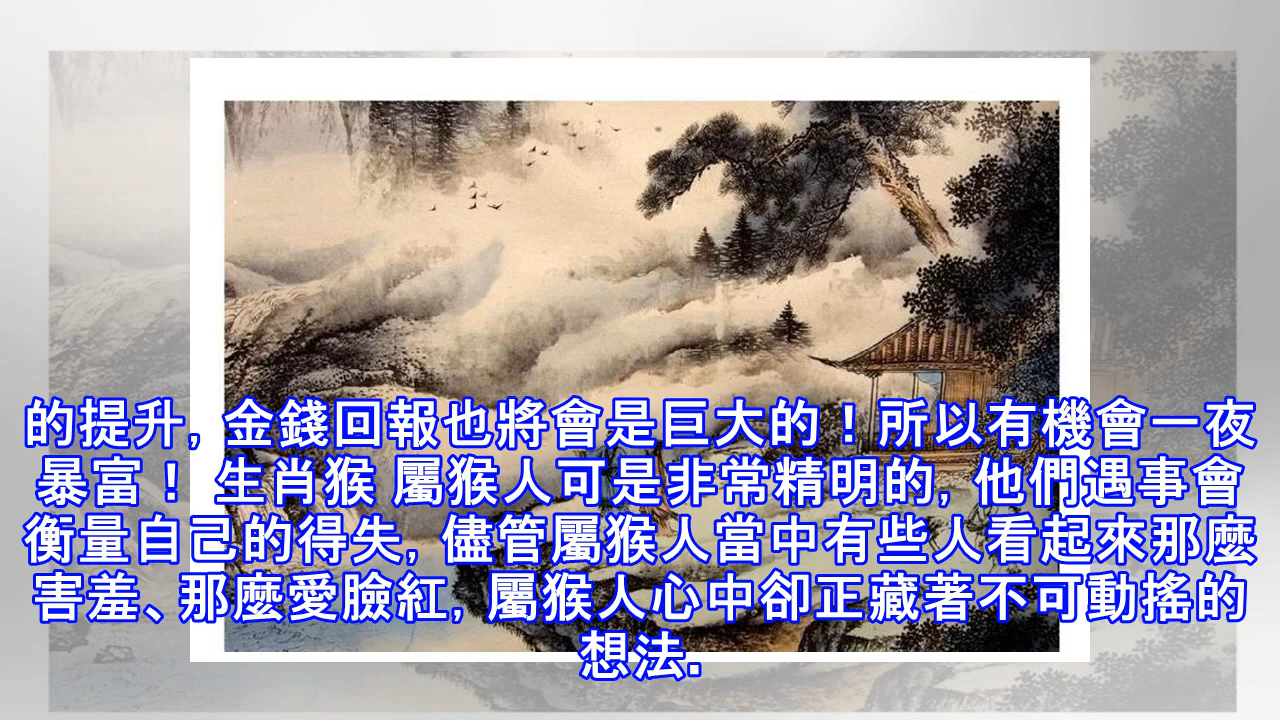 的提升, 金錢回報也將會是巨大的！所以有機會一夜
暴富！ 生肖猴 屬猴人可是非常精明的, 他們遇事會
衡量自己的得失, 儘管屬猴人當中有些人看起來那麼
害羞、那麼愛臉紅, 屬猴人心中卻正藏著不可動搖的
想法.